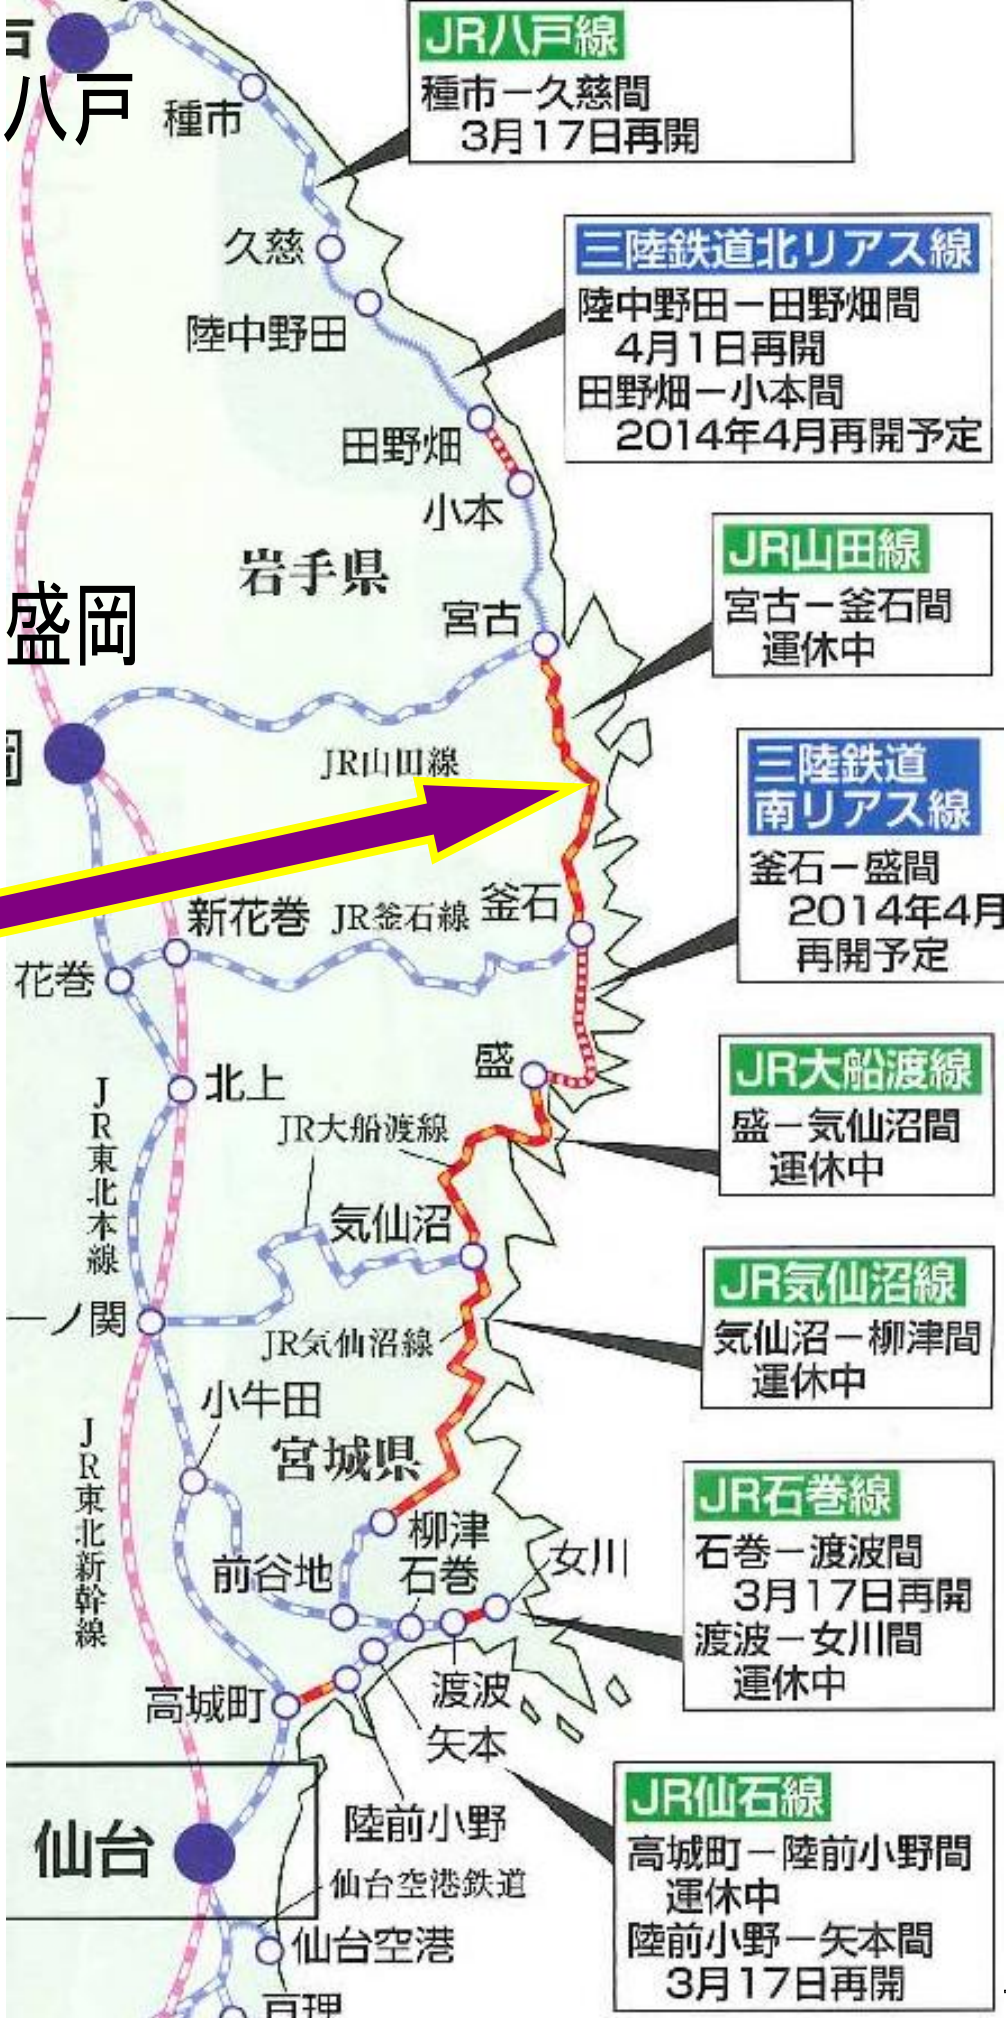 戸
八戸
種市
JR八戸線
種市－久慈間
3月17日再開
久慈
陸中野田
三陸鉄道北リアス線
陸中野田－田野畑間
4月1日再開
田野畑－小本間
2014年4月再開予定
田野畑
小本
岩手県
宮古
盛岡
JR山田線
宮古－釜石間
運休中
岡
JR山田線
三陸鉄道
南リアス線
釜石－盛間
2014年4月
再開予定
新花巻
JR釜石線
釜石
花巻
盛
北上
JR東北本線
JR大船渡線
JR大船渡線
盛－気仙沼間
運休中
気仙沼
一ノ関
JR気仙沼線
JR気仙沼線
気仙沼－柳津間
運休中
小牛田
宮城県
JR東北新幹線
柳津
石巻
前谷地
女川
JR石巻線
石巻－渡波間
3月17日再開
渡波－女川間
運休中
高城町
渡波
矢本
陸前小野
仙台
仙台空港鉄道
仙台空港
亘理
JR仙石線
高城町－陸前小野間
運休中
陸前小野－矢本間
3月17日再開